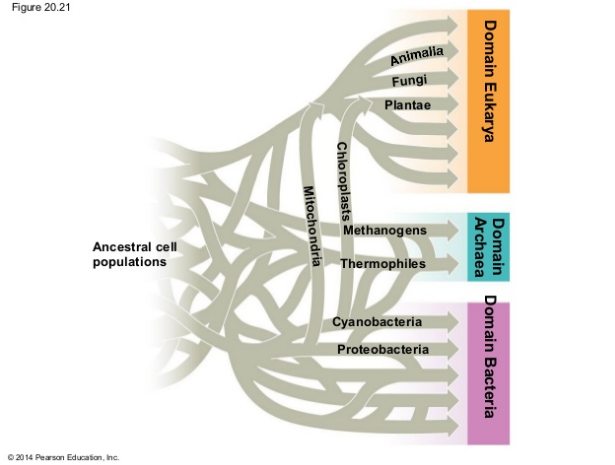 Figure 20.21
Domain Eukarya
Animalia
Fungi
Plantae
Chloroplasts
Mitochondria
Methanogens
Domain
Archaea
Ancestral cell
populations
Thermophiles
Cyanobacteria
Domain Bacteria
Proteobacteria
© 2014 Pearson Education, Inc.